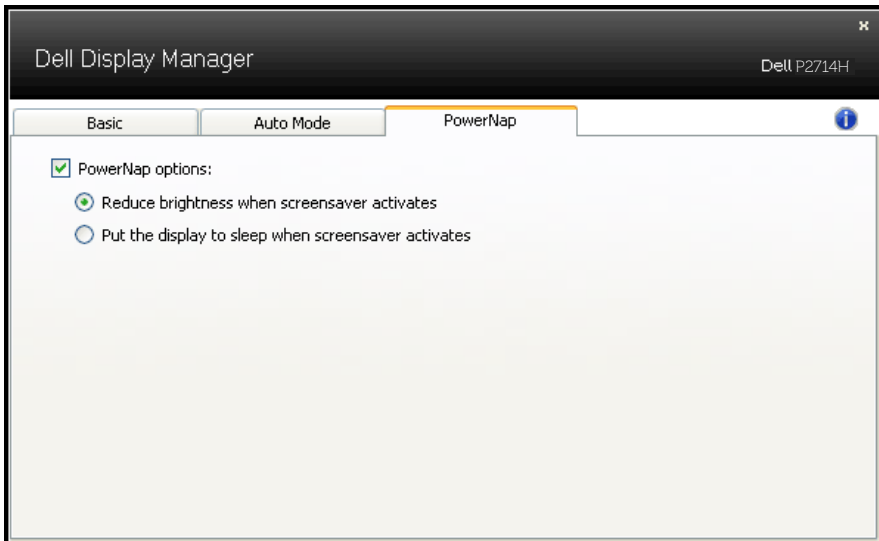 Dell Display Manager
Dell P2714H
Basic
Auto Mode
PowerNap
PowerNap options:
Reduce brightness when screensaver activates
Put the display to sleep when screensaver activates